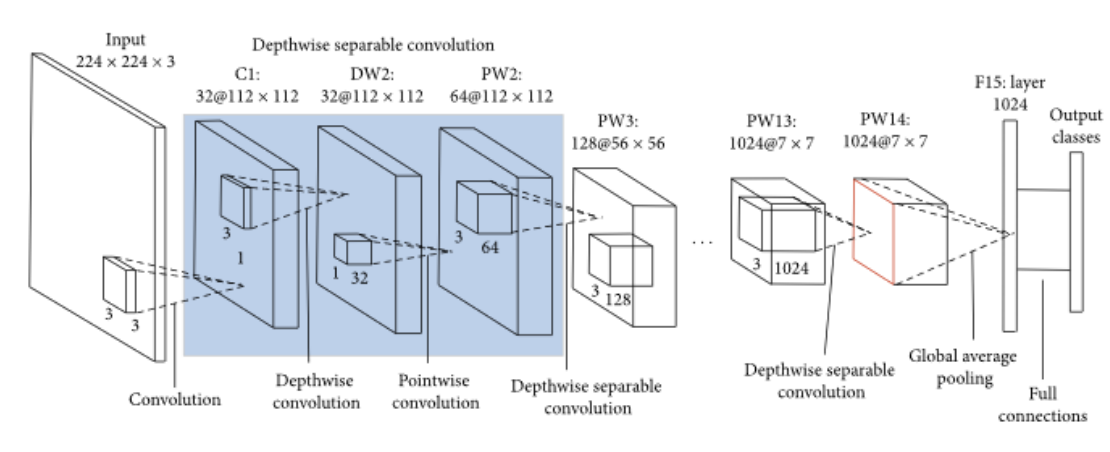 Input
224 × 224 × 3
Depthwise separable convolution
C1:
32@112 × 112
DW2:
32@112 × 112
PW2:
64@112 × 112
PW3:
128@56 × 56
PW13:
1024@7 × 7
PW14:
1024@7 × 7
F15: layer
1024
Output
classes
3
3
3
1
1
32
3
64
3
128
...
3
1024
Convolution
Depthwise
convolution
Pointwise
convolution
Depthwise separable
convolution
Depthwise separable
convolution
Global average
pooling
Full
connections